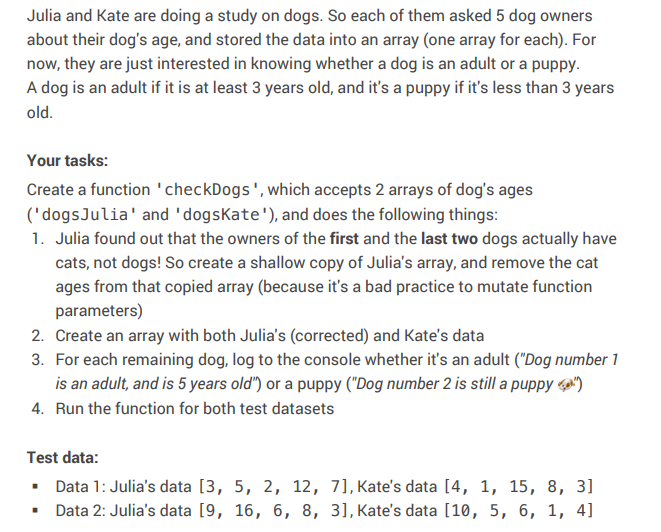 Julia and Kate are doing a study on dogs. So each of them asked 5 dog owners
about their dog's age, and stored the data into an array (one array for each). For
now, they are just interested in knowing whether a dog is an adult or a puppy.
A dog is an adult if it is at least 3 years old, and it's a puppy if it's less than 3 years
old.
Your tasks:
Create a function 'checkDogs', which accepts 2 arrays of dog's ages
('dogsJulia' and 'dogsKate'), and does the following things:
1. Julia found out that the owners of the first and the last two dogs actually have
cats, not dogs! So create a shallow copy of Julia's array, and remove the cat
ages from that copied array (because it's a bad practice to mutate function
parameters)
2. Create an array with both Julia's (corrected) and Kate's data
3. For each remaining dog, log to the console whether it's an adult ("Dog number 1
is an adult, and is 5 years old") or a puppy ("Dog number 2 is still a puppy 🐶")
4. Run the function for both test datasets
Test data:
▪ Data 1: Julia's data [3, 5, 2, 12, 7], Kate's data [4, 1, 15, 8, 3]
▪ Data 2: Julia's data [9, 16, 6, 8, 3], Kate's data [10, 5, 6, 1, 4]